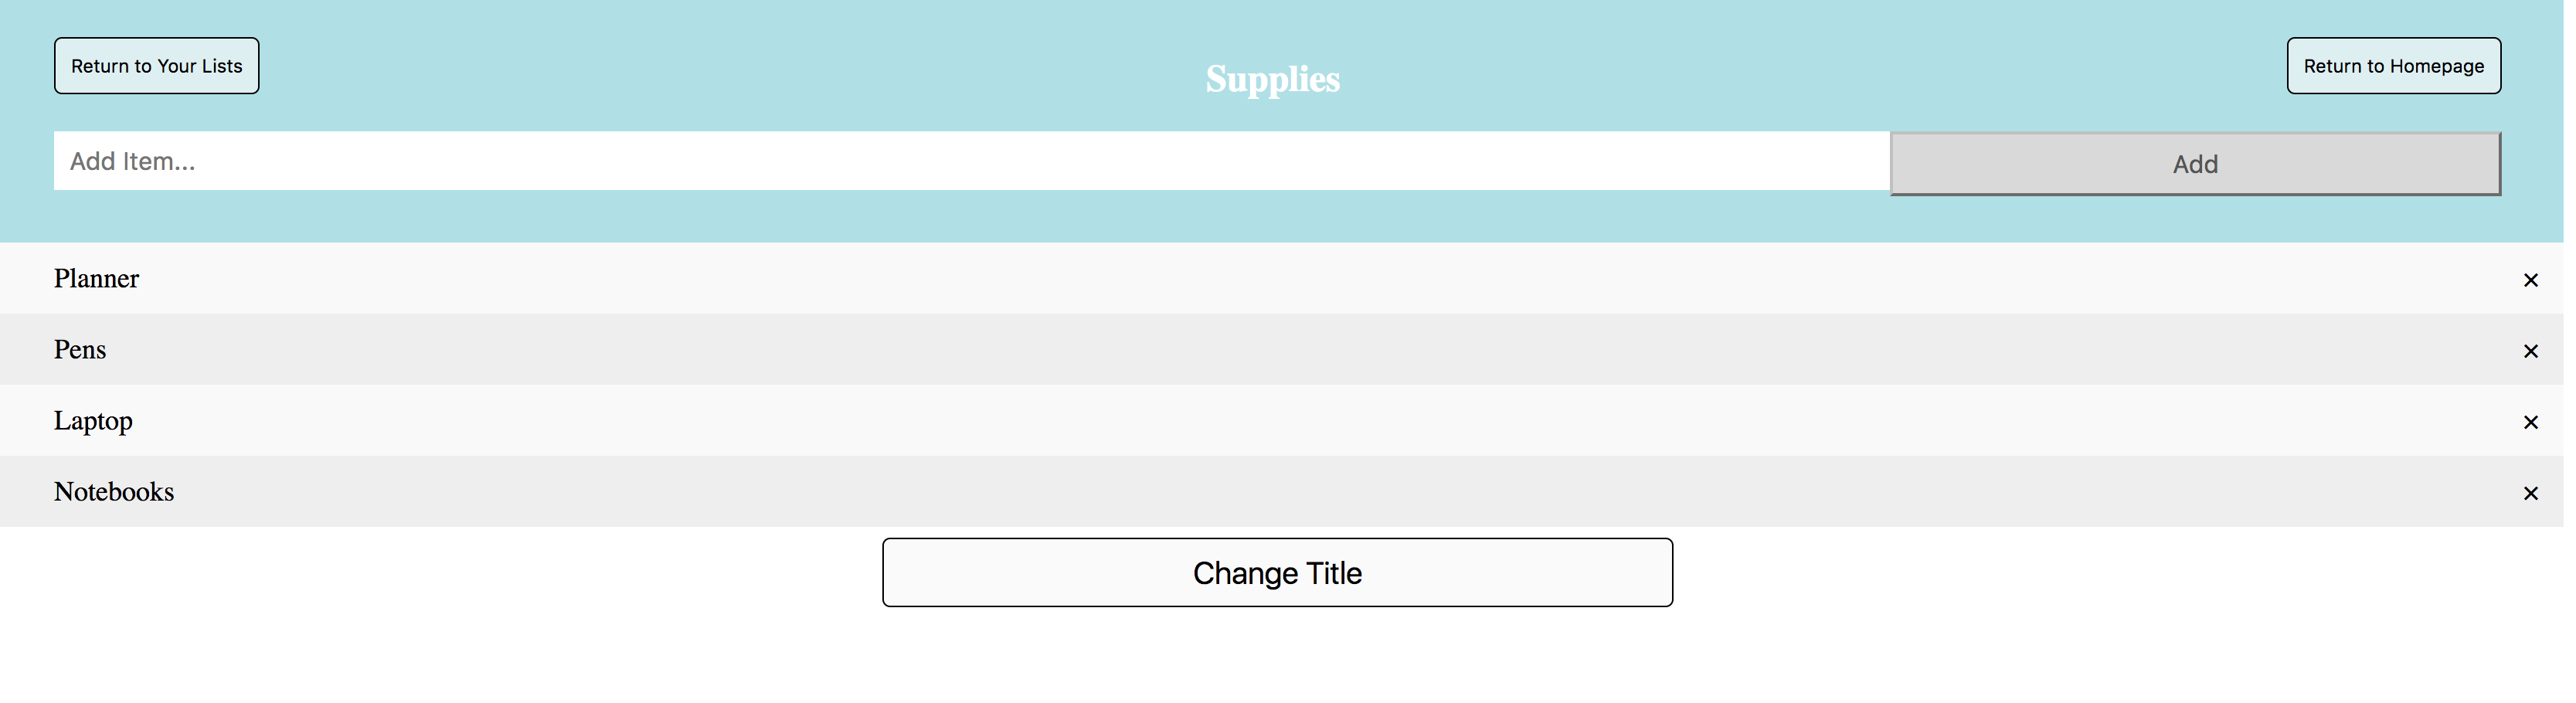 Return to Your Lists
Supplies
Return to Homepage
Add Item...
Add
Planner
×
Pens
×
Laptop
×
Notebooks
×
Change Title